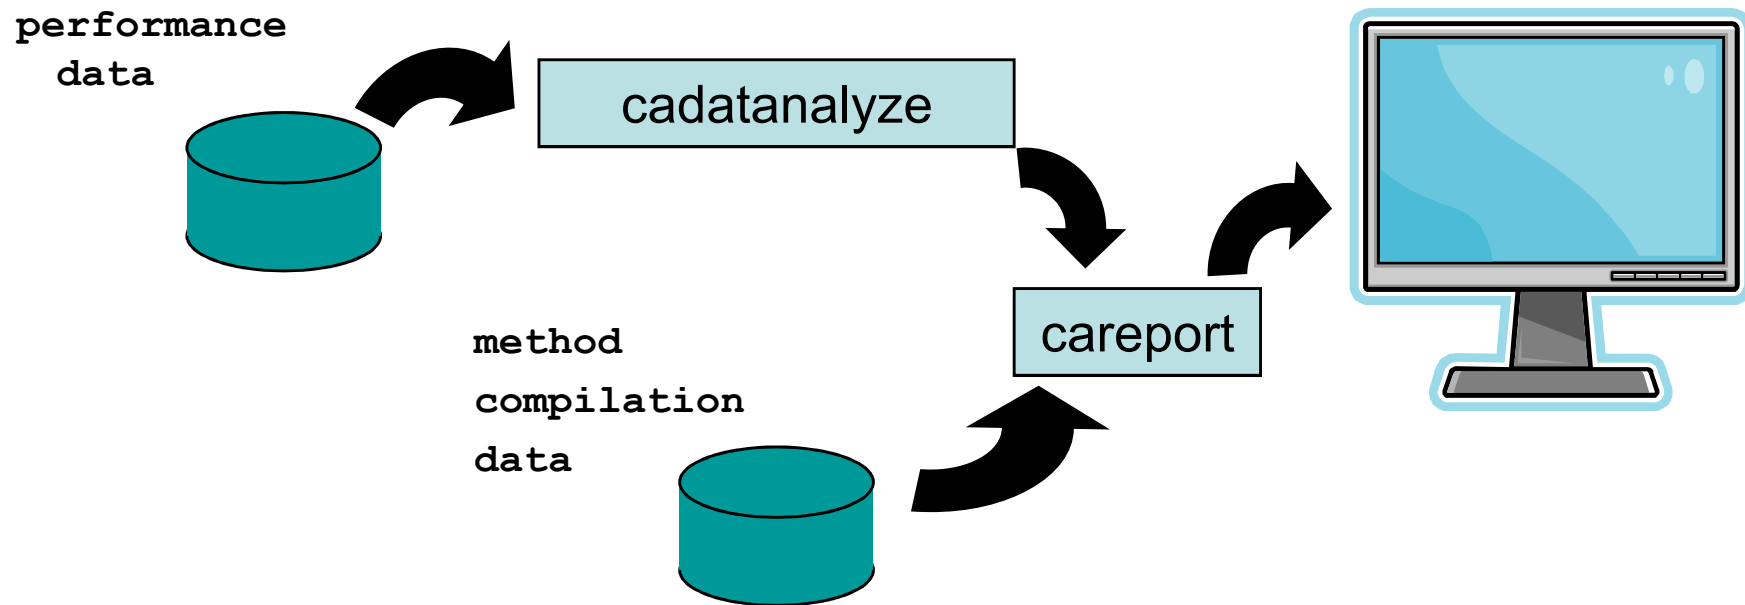 performance
data
cadatanalyze
careport
method
compilation
data